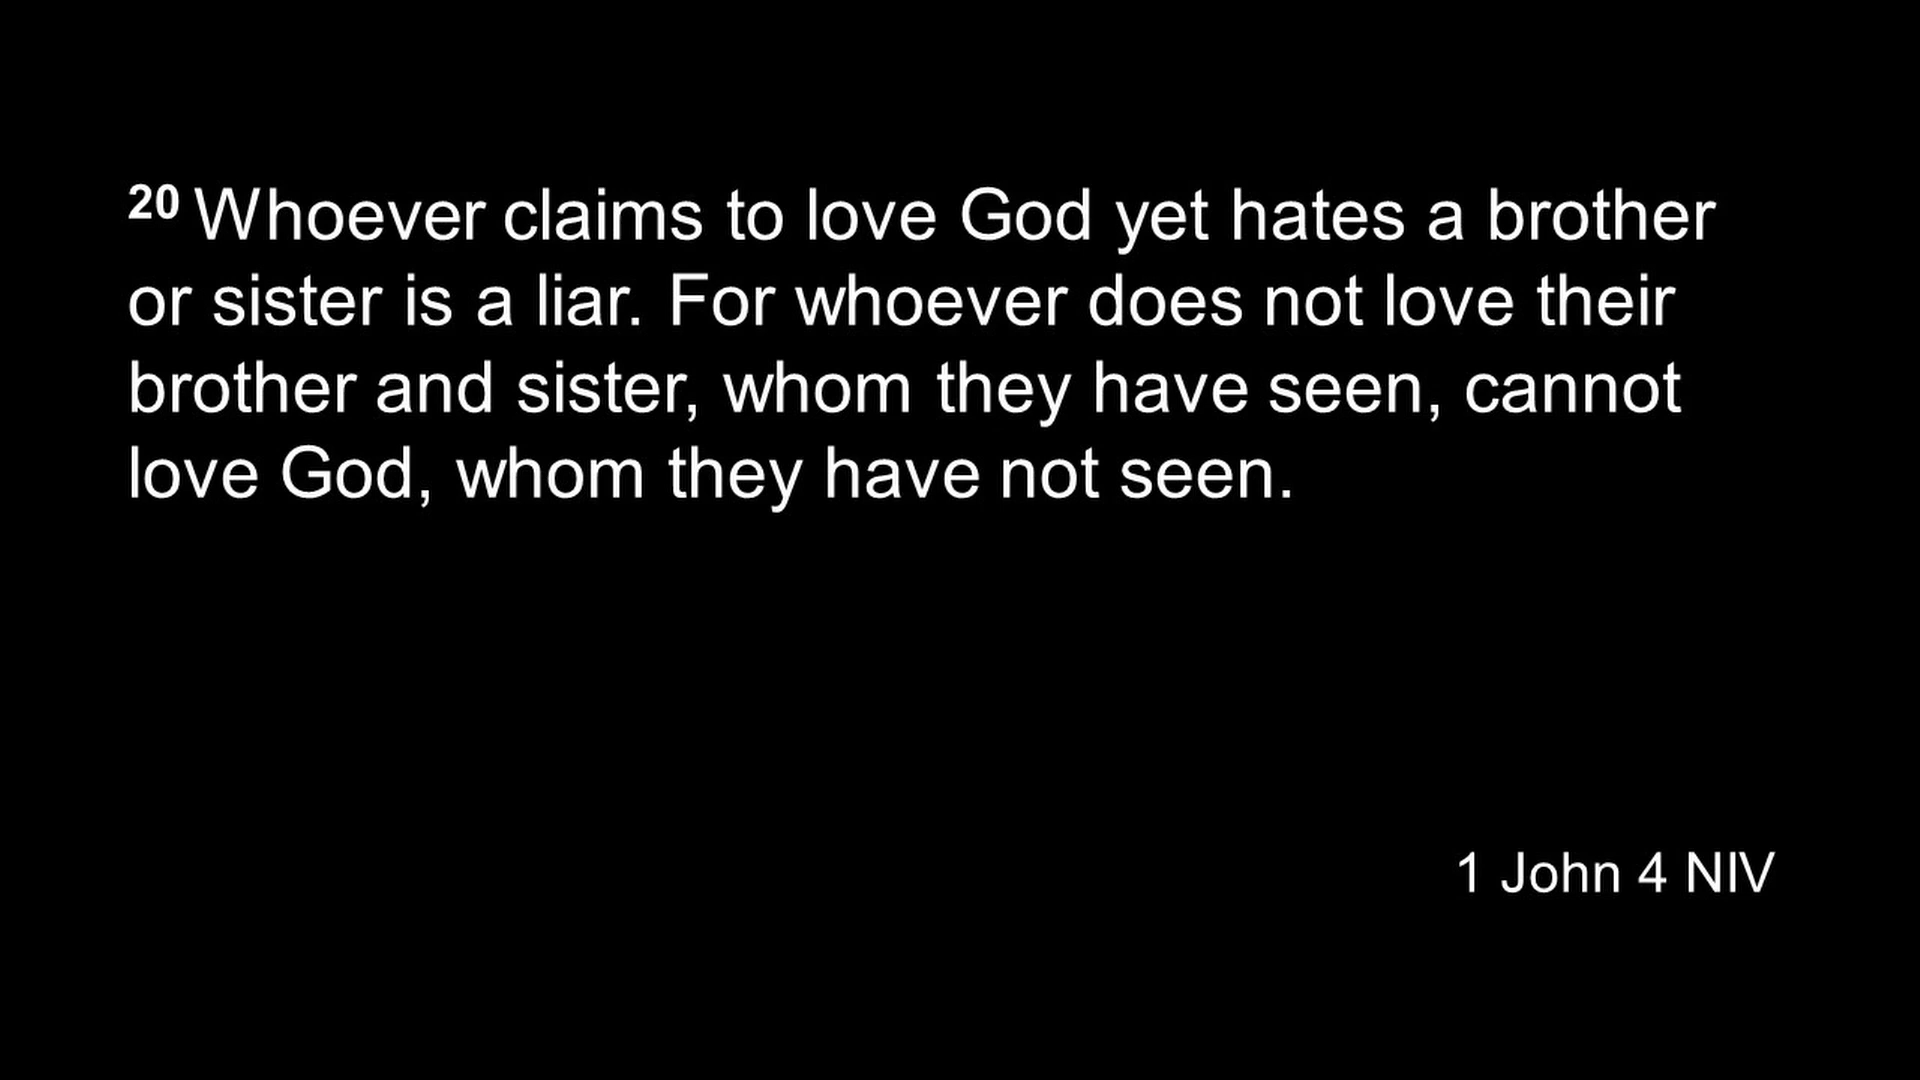 20 Whoever claims to love God yet hates a brother
or sister is a liar. For whoever does not love their
brother and sister, whom they have seen, cannot
love God, whom they have not seen.
1 John 4 NIV